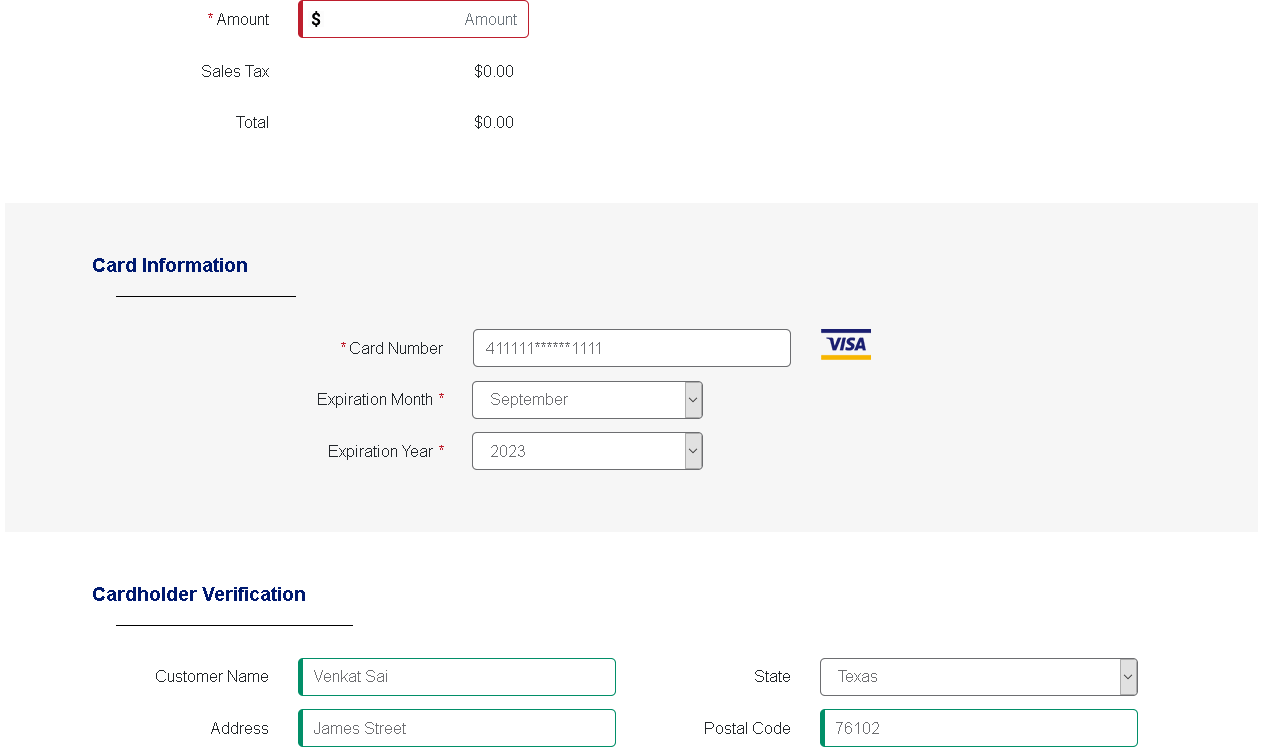 * Amount $ Amount
Sales Tax $0.00
Total $0.00
Card Information
* Card Number 411111******1111 VISA
Expiration Month * September
Expiration Year * 2023
Cardholder Verification
Customer Name Venkat Sai State Texas
Address James Street Postal Code 76102